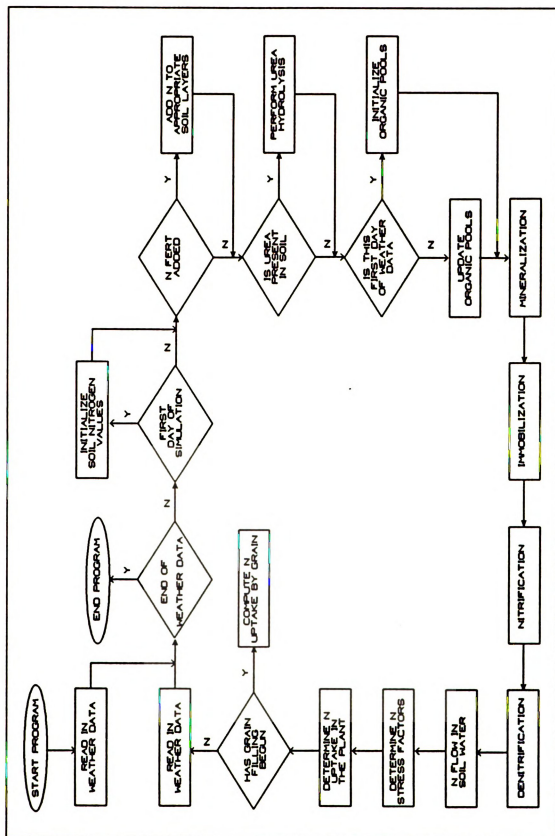 START PROGRAM
READ IN
WEATHER DATA
READ IN
WEATHER DATA
END OF
WEATHER DATA
Y
END PROGRAM
N
FIRST
DAY OF
SIMULATION
Y
INITIALIZE
SOIL NITROGEN
VALUES
N
N FERT
ADDED
Y
ADD N TO
APPROPRIATE
SOIL LAYERS
N
IS UREA
PRESENT
IN SOIL
Y
PERFORM UREA
HYDROLYSIS
N
IS THIS
FIRST DAY
OF WEATHER
DATA
Y
INITIALIZE
ORGANIC POOLS
N
UPDATE
ORGANIC POOLS
MINERALIZATION
IMMOBILIZATION
NITRIFICATION
DENITRIFICATION
N FLOW IN
SOIL WATER
DETERMINE N
STRESS FACTORS
DETERMINE N
UPTAKE IN
THE PLANT
HAS GRAIN
FILLING
BEGUN
Y
COMPUTE N
UPTAKE BY GRAIN
N